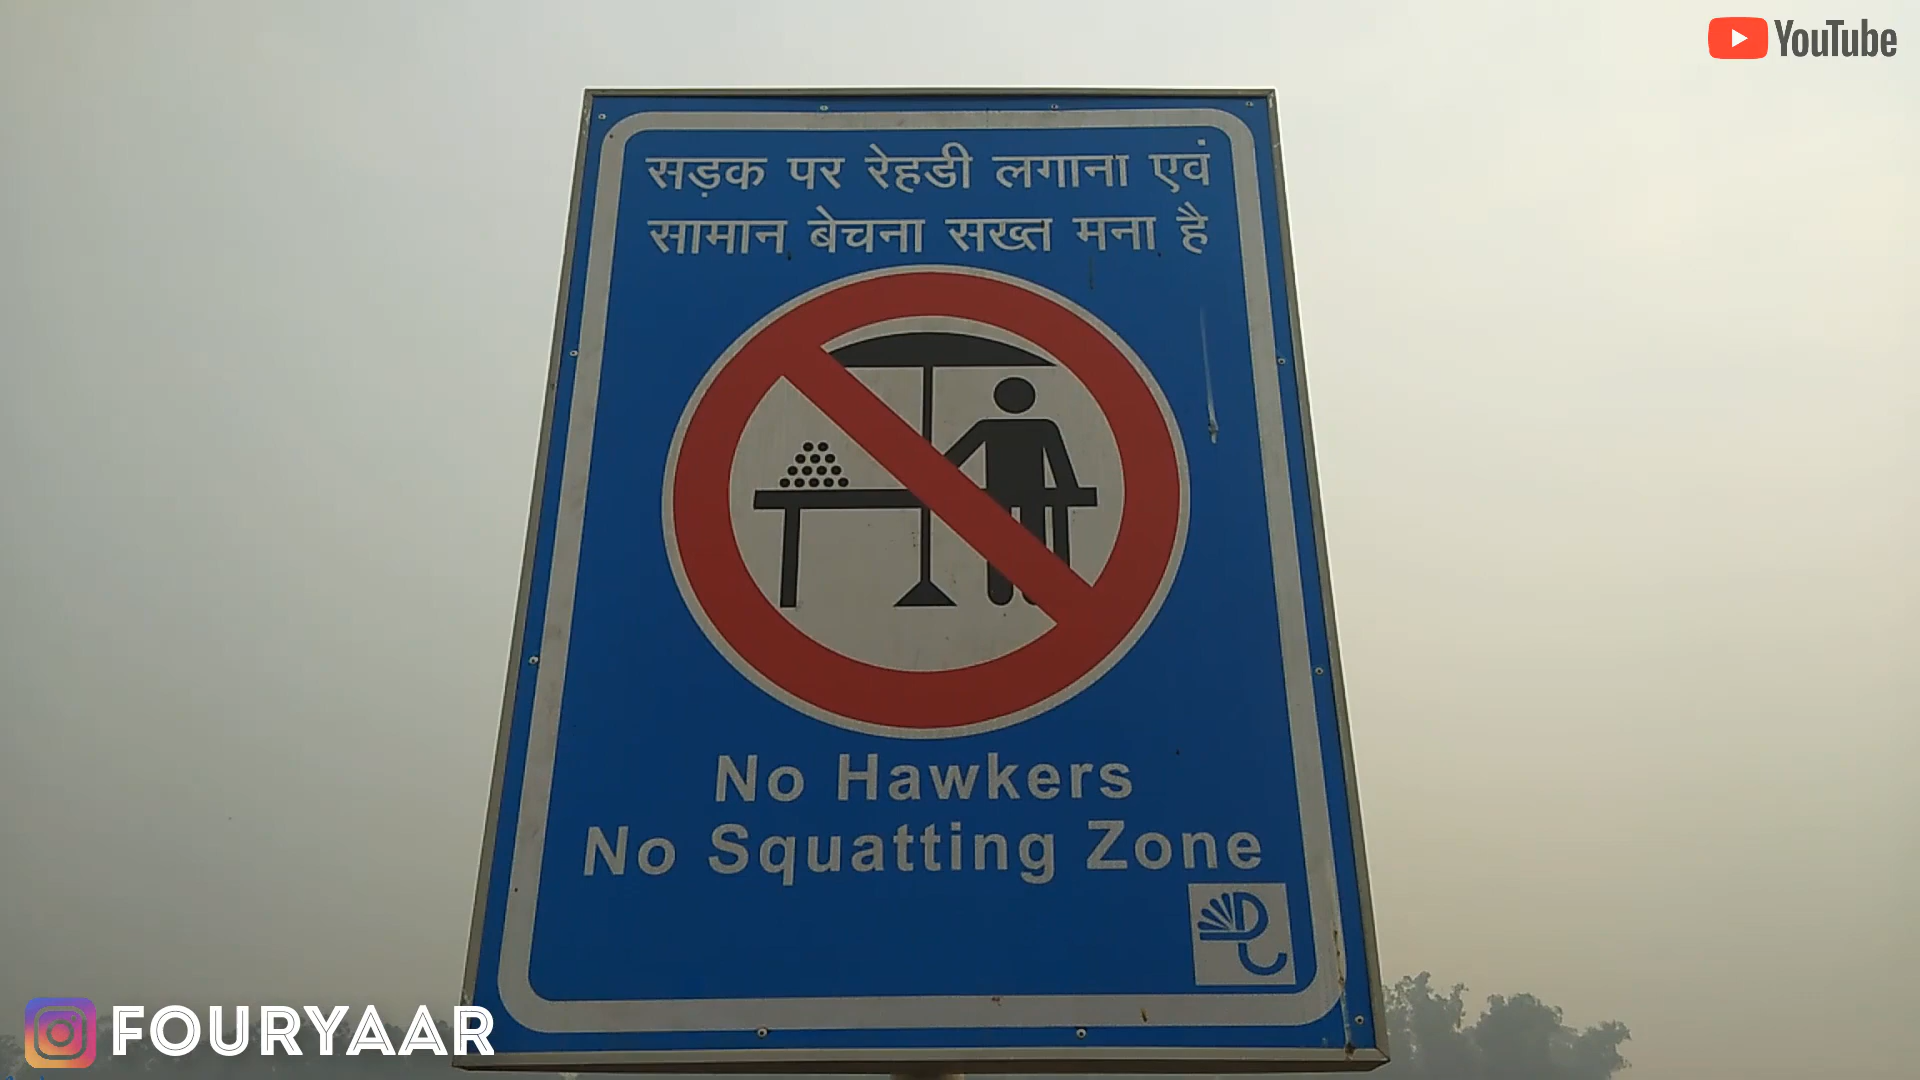 YouTube
सड़क पर रेहडी लगाना एवं
सामान बेचना सख्त मना है
No Hawkers
No Squatting Zone
FOURYAAR